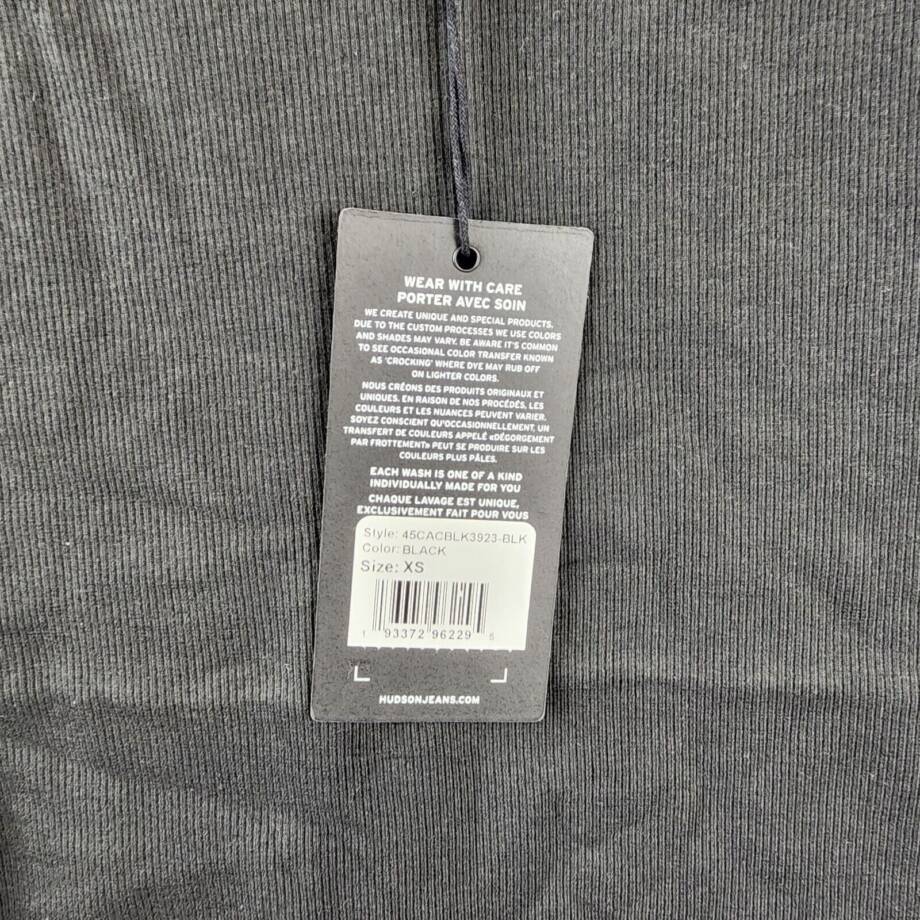 WEAR WITH CARE
PORTER AVEC SOIN
WE CREATE UNIQUE AND SPECIAL PRODUCTS.
DUE TO THE CUSTOM PROCESSES WE USE COLORS
AND SHADES MAY VARY. BE AWARE IT'S COMMON
TO SEE OCCASIONAL COLOR TRANSFER KNOWN
AS 'CROCKING' WHERE DYE MAY RUB OFF
ON LIGHTER COLORS.
NOUS CRÉONS DES PRODUITS ORIGINAUX ET
UNIQUES. EN RAISON DE NOS PROCÉDÉS, LES
COULEURS ET LES NUANCES PEUVENT VARIER.
SOYEZ CONSCIENT QU'OCCASIONNELLEMENT, UN
TRANSFERT DE COULEURS APPELÉ «DÉGORGEMENT
PAR FROTTEMENT» PEUT SE PRODUIRE SUR LES
COULEURS PLUS PÂLES.
EACH WASH IS ONE OF A KIND
INDIVIDUALLY MADE FOR YOU
CHAQUE LAVAGE EST UNIQUE,
EXCLUSIVEMENT FAIT POUR VOUS
Style: 45CACBLK3923-BLK
Color: BLACK
Size: XS
1 93372 96229 5
HUDSONJEANS.COM